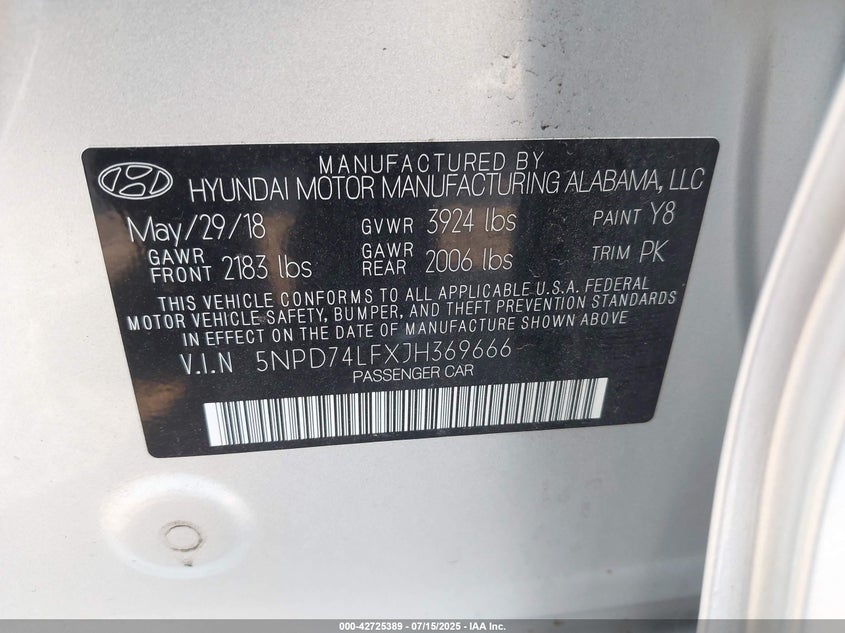 MANUFACTURED BY
HYUNDAI MOTOR MANUFACTURING ALABAMA, LLC
May/29/18 GVWR 3924 lbs PAINT Y8
GAWR FRONT 2183 lbs GAWR REAR 2006 lbs TRIM PK
THIS VEHICLE CONFORMS TO ALL APPLICABLE U.S.A. FEDERAL
MOTOR VEHICLE SAFETY, BUMPER, AND THEFT PREVENTION STANDARDS
IN EFFECT ON THE DATE OF MANUFACTURE SHOWN ABOVE
V.I.N 5NPD74LFXJH369666
PASSENGER CAR
000-42725389 - 07/15/2025 - IAA Inc.